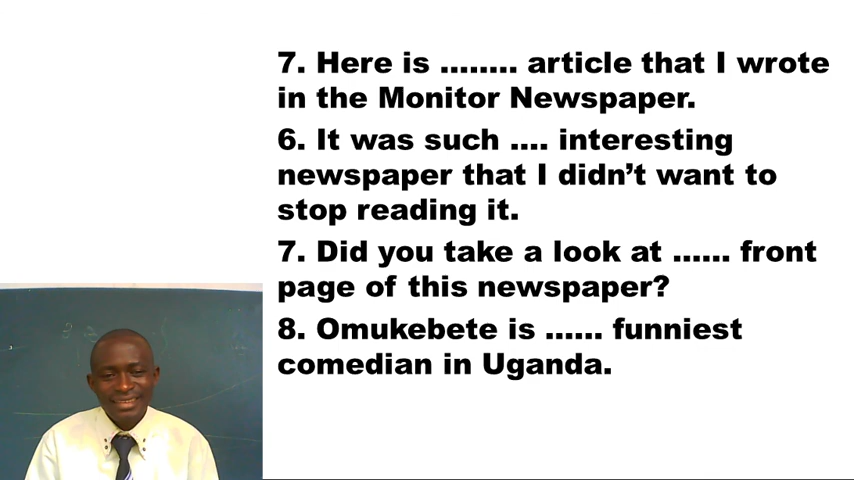 7. Here is ........ article that I wrote
in the Monitor Newspaper.
6. It was such .... interesting
newspaper that I didn’t want to
stop reading it.
7. Did you take a look at ...... front
page of this newspaper?
8. Omukebete is ...... funniest
comedian in Uganda.